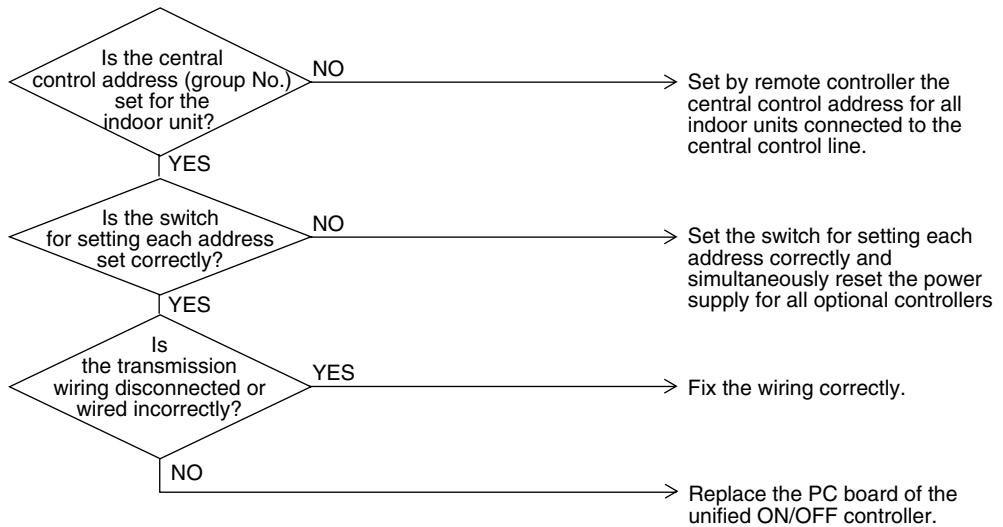 Is the central
control address (group No.)
set for the
indoor unit?
NO
Set by remote controller the
central control address for all
indoor units connected to the
central control line.
YES
Is the switch
for setting each address
set correctly?
NO
Set the switch for setting each
address correctly and
simultaneously reset the power
supply for all optional controllers
YES
Is
the transmission
wiring disconnected or
wired incorrectly?
YES
Fix the wiring correctly.
NO
Replace the PC board of the
unified ON/OFF controller.